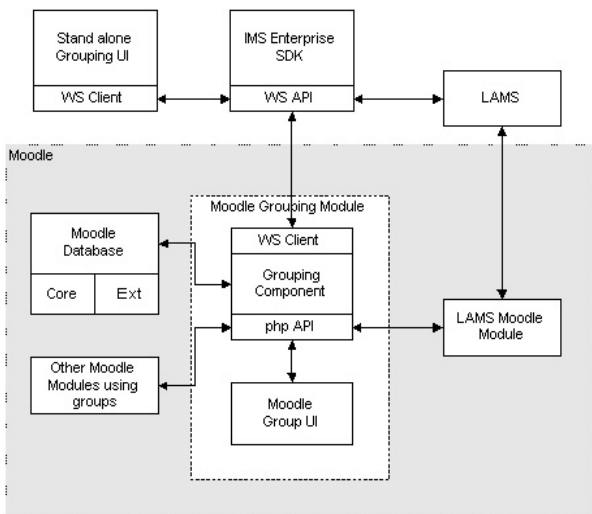 Stand alone
Grouping UI
WS Client
IMS Enterprise
SDK
WS API
LAMS
Moodle
Moodle Grouping Module
Moodle
Database
Core
Ext
WS Client
Grouping
Component
php API
LAMS Moodle
Module
Other Moodle
Modules using
groups
Moodle
Group UI